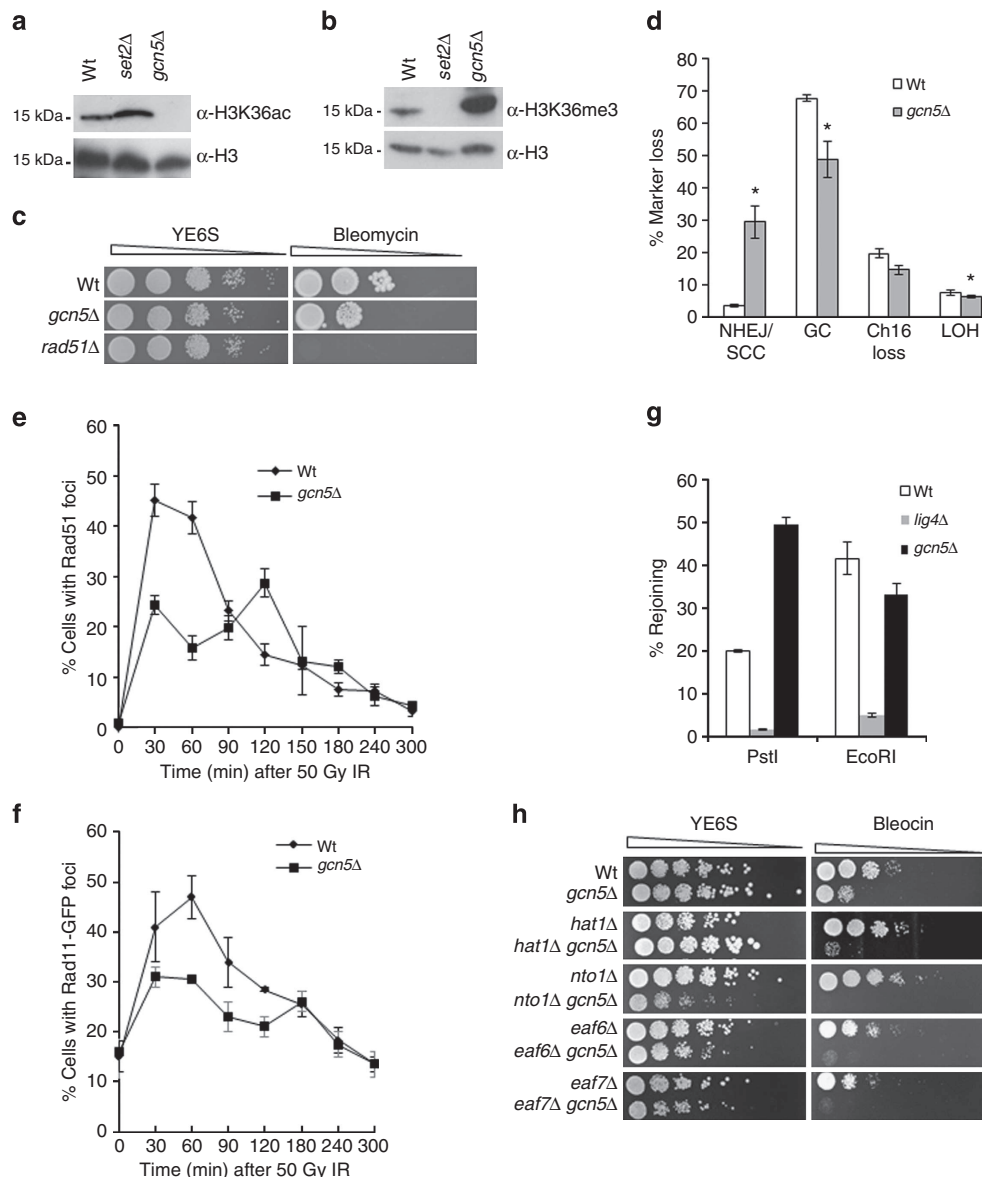 a
Wt
set2Δ
gcn5Δ
15 kDa
α-H3K36ac
15 kDa
α-H3
b
Wt
set2Δ
gcn5Δ
15 kDa
α-H3K36me3
15 kDa
α-H3
c
YE6S
Bleomycin
Wt
gcn5Δ
rad51Δ
d
% Marker loss
80
70
60
50
40
30
20
10
0
Wt
gcn5Δ
*
*
*
NHEJ/
SCC
GC
Ch16
loss
LOH
e
% Cells with Rad51 foci
60
50
40
30
20
10
0
Wt
gcn5Δ
0 30 60 90 120 150 180 240 300
Time (min) after 50 Gy IR
f
% Cells with Rad11-GFP foci
60
50
40
30
20
10
0
Wt
gcn5Δ
0 30 60 90 120 180 240 300
Time (min) after 50 Gy IR
g
% Rejoining
60
50
40
30
20
10
0
Wt
lig4Δ
gcn5Δ
PstI
EcoRI
h
YE6S
Bleocin
Wt
gcn5Δ
hat1Δ
hat1Δ gcn5Δ
nto1Δ
nto1Δ gcn5Δ
eaf6Δ
eaf6Δ gcn5Δ
eaf7Δ
eaf7Δ gcn5Δ